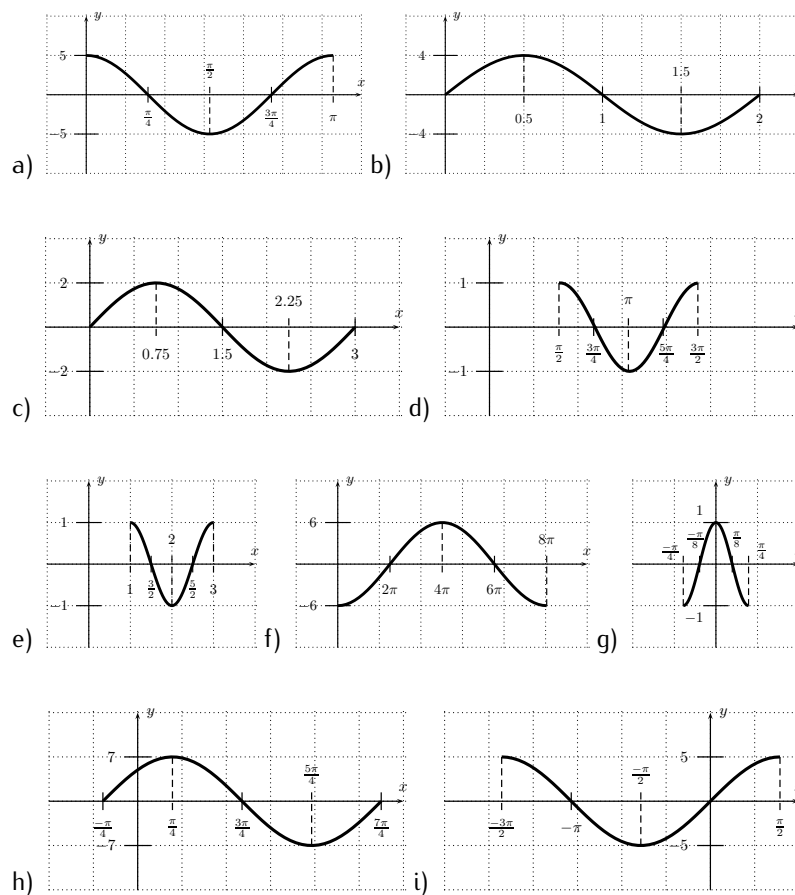 y
5
π/2
x
π/4
3π/4
π
−5
a)
y
4
1.5
0.5
1
2
−4
b)
y
2
2.25
x
0.75
1.5
3
−2
c)
y
1
π
x
π/2
3π/4
5π/4
3π/2
−1
d)
y
1
2
x
1
3/2
5/2
3
−1
e)
y
6
8π
x
2π
4π
6π
−6
f)
y
1
−π/4
−π/8
π/8
π/4
x
−1
g)
y
7
5π/4
x
−π/4
π/4
3π/4
7π/4
−7
h)
y
5
−π/2
−3π/2
−π
π/2
−5
i)